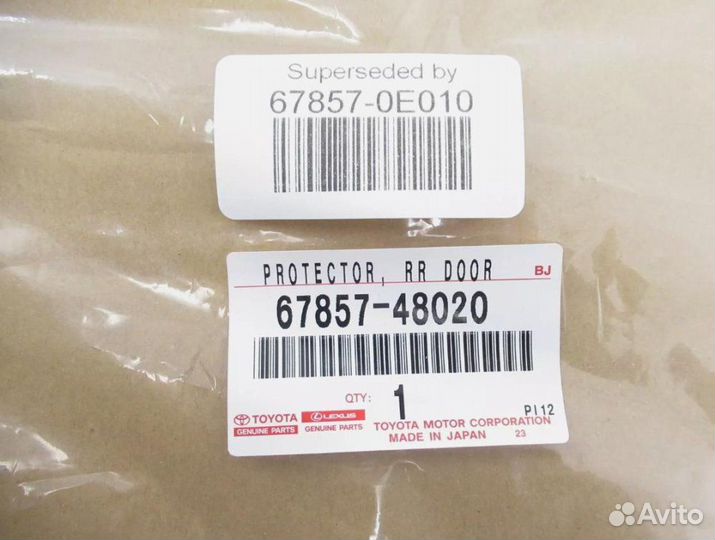 Superseded by
67857-0E010
PROTECTOR, RR DOOR BJ
67857-48020
QTY: 1
PI12
TOYOTA LEXUS TOYOTA MOTOR CORPORATION
GENUINE PARTS GENUINE PARTS MADE IN JAPAN 23
Avito